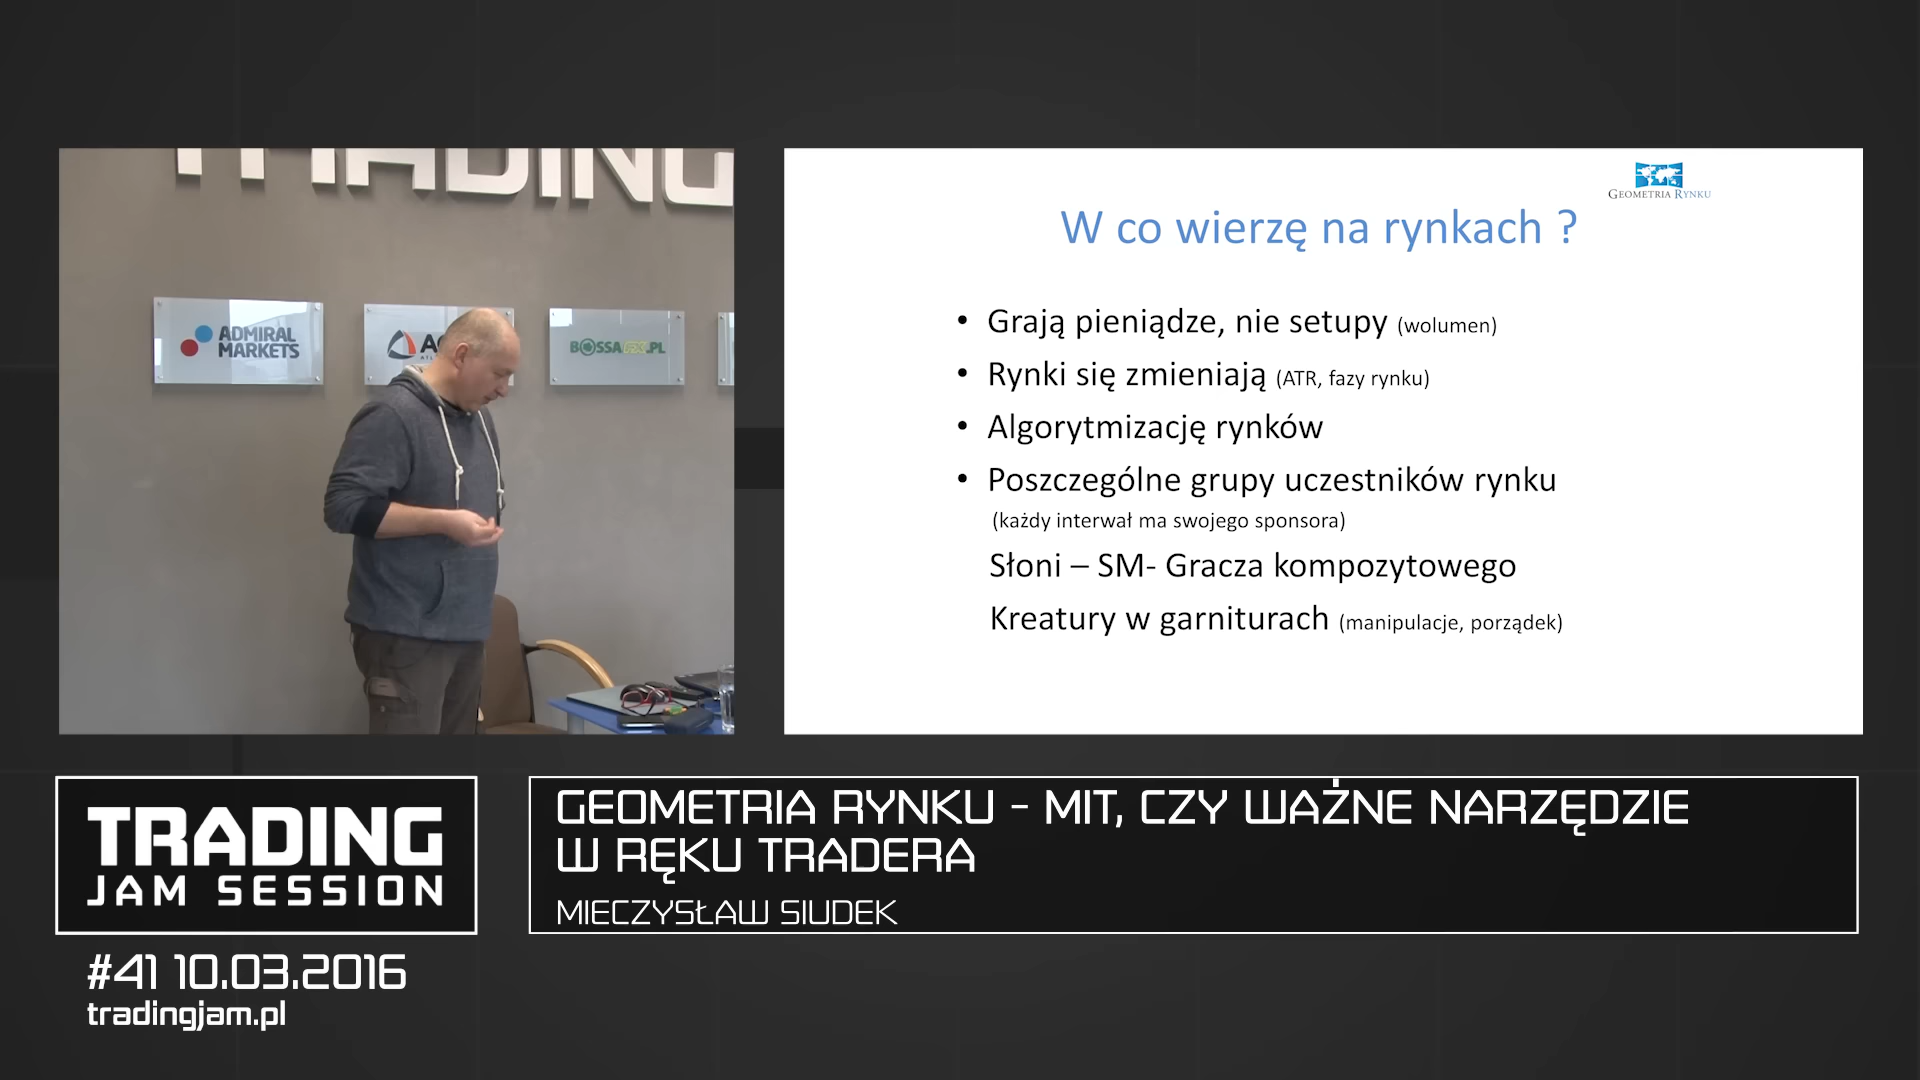 TRADING
ADMIRAL
MARKETS
BOSSAFX.PL
GEOMETRIA RYNKU
W co wierzę na rynkach ?
• Grają pieniądze, nie setupy (wolumen)
• Rynki się zmieniają (ATR, fazy rynku)
• Algorytmizację rynków
• Poszczególne grupy uczestników rynku
(każdy interwał ma swojego sponsora)
Słoni – SM- Gracza kompozytowego
Kreatury w garniturach (manipulacje, porządek)
TRADING
JAM SESSION
#41 10.03.2016
tradingjam.pl
GEOMETRIA RYNKU - MIT, CZY WAŻNE NARZĘDZIE
W RĘKU TRADERA
MIECZYSŁAW SIUDEK